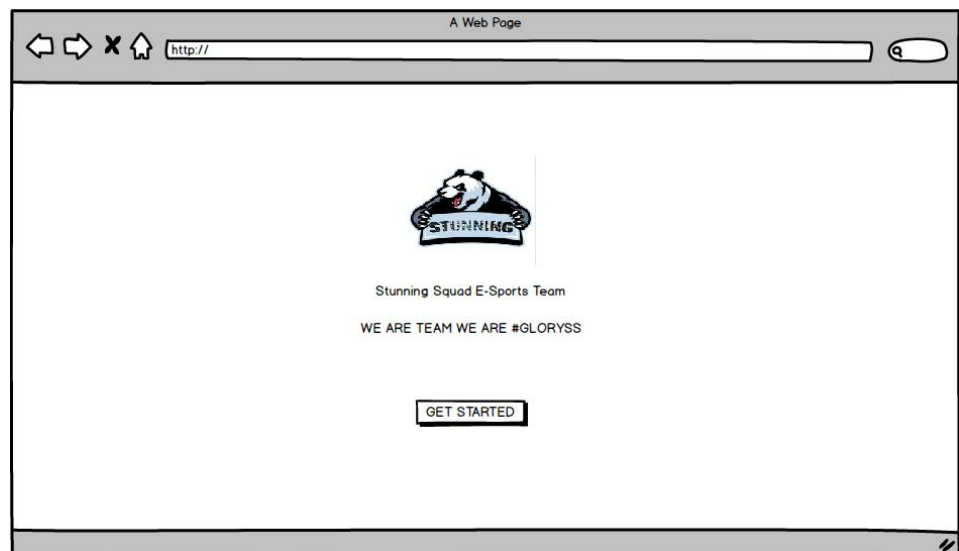 A Web Page
http://
STUNNING
Stunning Squad E-Sports Team
WE ARE TEAM WE ARE #GLORYSS
GET STARTED